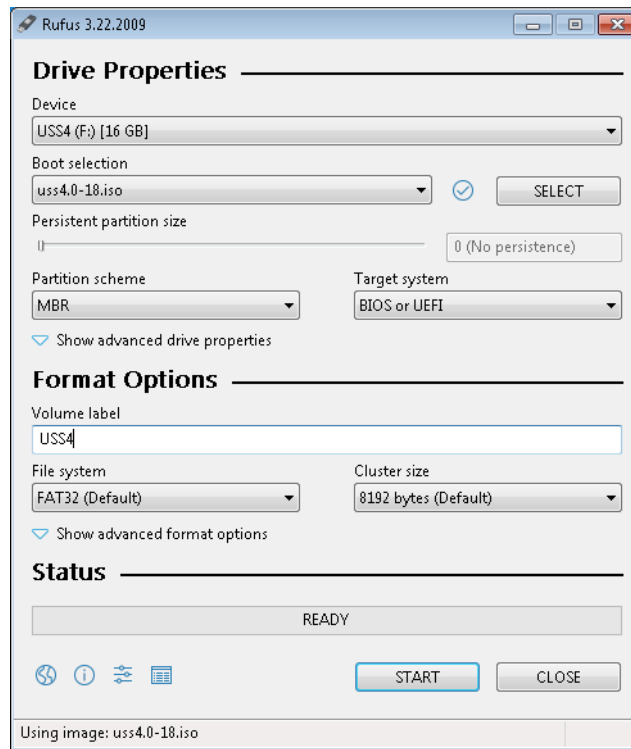 Rufus 3.22.2009
Drive Properties
Device
USS4 (F:) [16 GB]
Boot selection
uss4.0-18.iso
SELECT
Persistent partition size
0 (No persistence)
Partition scheme
Target system
MBR
BIOS or UEFI
Show advanced drive properties
Format Options
Volume label
USS4
File system
Cluster size
FAT32 (Default)
8192 bytes (Default)
Show advanced format options
Status
READY
START
CLOSE
Using image: uss4.0-18.iso